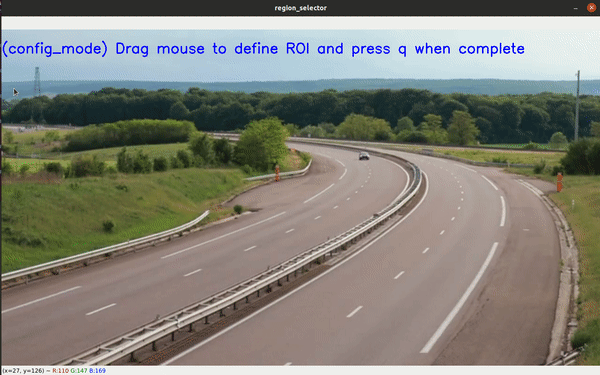 region_selector
(config_mode) Drag mouse to define ROI and press q when complete
(x=27, y=126) ~ R:110 G:147 B:169